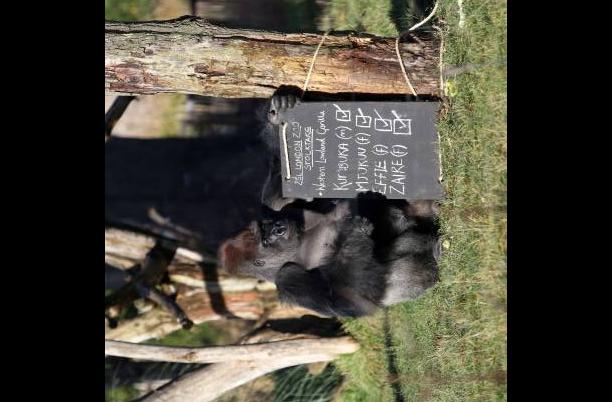 ZSL LONDON ZOO
STOCKTAKE
• Western Lowland Gorilla
KUMBUKA (m) ☑
MJUKUU (f) ☑
EFFIE (f) ☑
ZAIRE (f) ☑